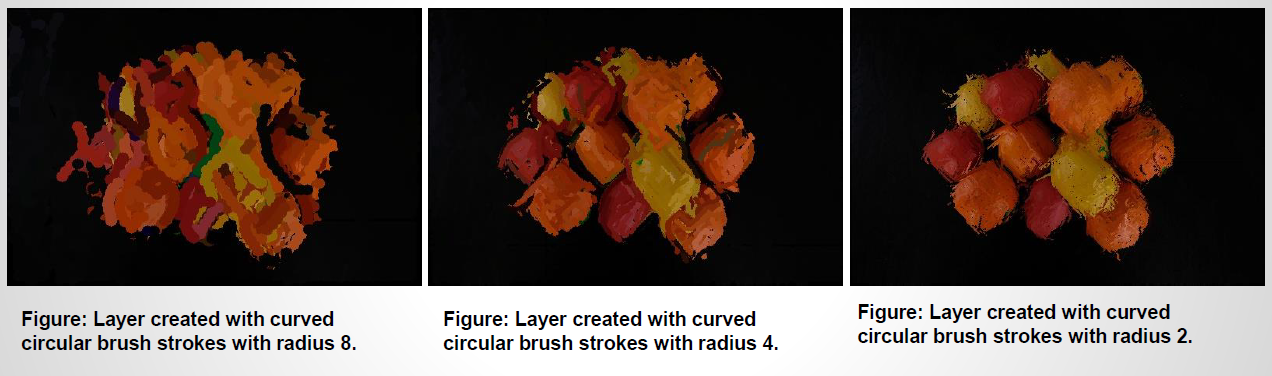 Figure: Layer created with curved
circular brush strokes with radius 8.
Figure: Layer created with curved
circular brush strokes with radius 4.
Figure: Layer created with curved
circular brush strokes with radius 2.